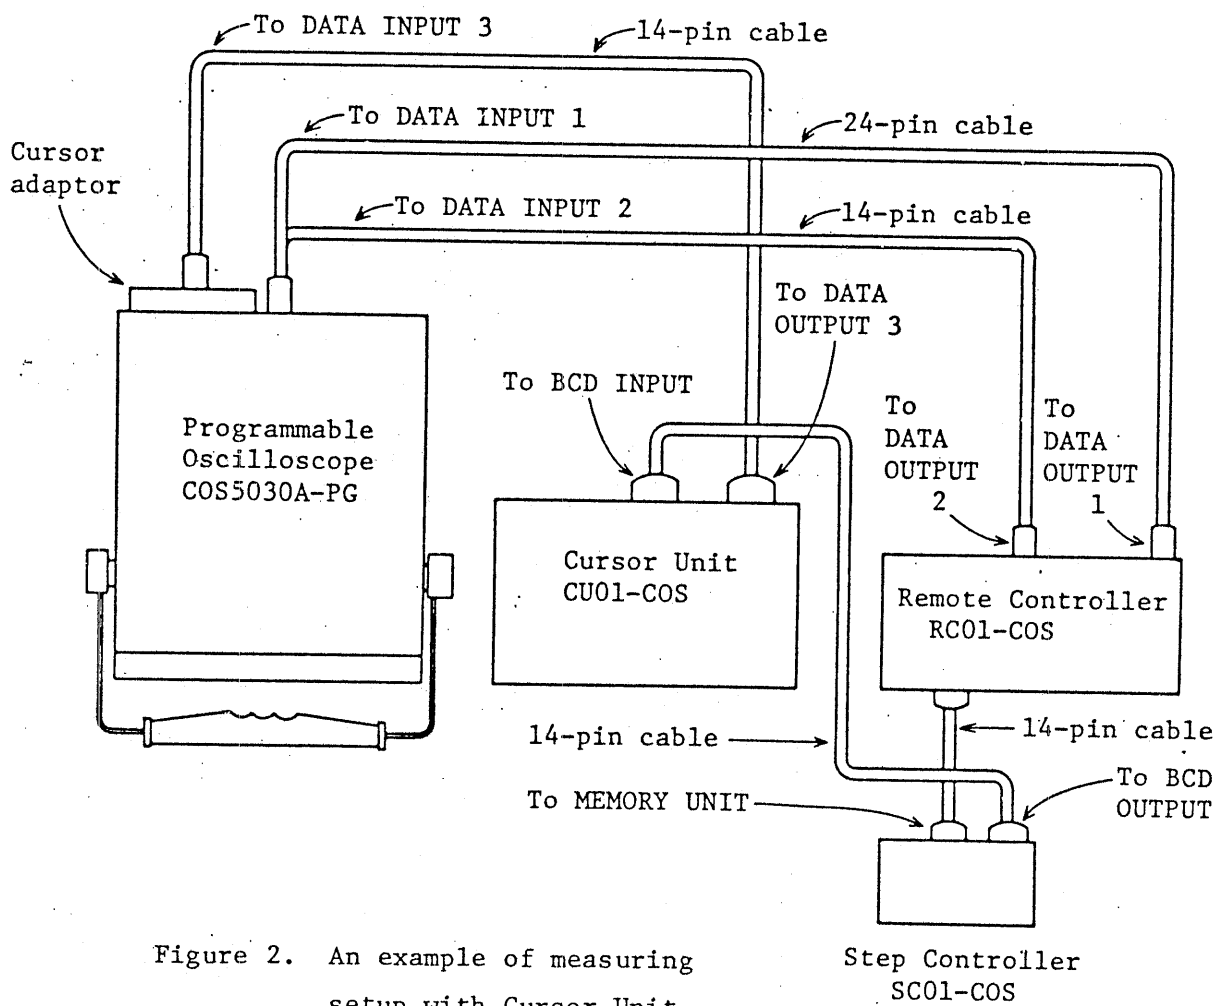 To DATA INPUT 3
14-pin cable
To DATA INPUT 1
24-pin cable
Cursor
adaptor
To DATA INPUT 2
14-pin cable
To DATA
OUTPUT 3
To BCD INPUT
To
DATA
OUTPUT
2
To
DATA
OUTPUT
1
Programmable
Oscilloscope
COS5030A-PG
Cursor Unit
CU01-COS
Remote Controller
RC01-COS
14-pin cable
14-pin cable
To MEMORY UNIT
To BCD
OUTPUT
Figure 2. An example of measuring
setup with Cursor Unit
Step Controller
SC01-COS